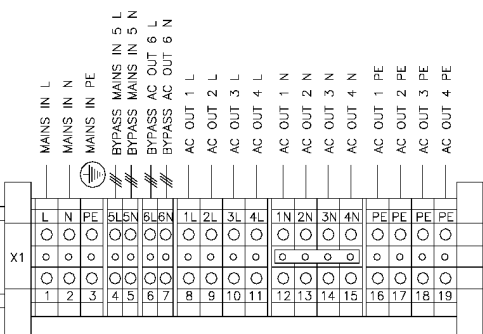 MAINS IN L
MAINS IN N
MAINS IN PE
BYPASS MAINS IN 5 L
BYPASS MAINS IN 5 N
BYPASS AC OUT 6 L
BYPASS AC OUT 6 N
AC OUT 1 L
AC OUT 2 L
AC OUT 3 L
AC OUT 4 L
AC OUT 1 N
AC OUT 2 N
AC OUT 3 N
AC OUT 4 N
AC OUT 1 PE
AC OUT 2 PE
AC OUT 3 PE
AC OUT 4 PE
L N PE 5L 5N 6L 6N 1L 2L 3L 4L 1N 2N 3N 4N PE PE PE PE
X1
1 2 3 4 5 6 7 8 9 10 11 12 13 14 15 16 17 18 19